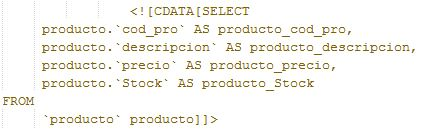 <![CDATA[SELECT
producto.`cod_pro` AS producto_cod_pro,
producto.`descripcion` AS producto_descripcion,
producto.`precio` AS producto_precio,
producto.`Stock` AS producto_Stock
FROM
`producto` producto]]>